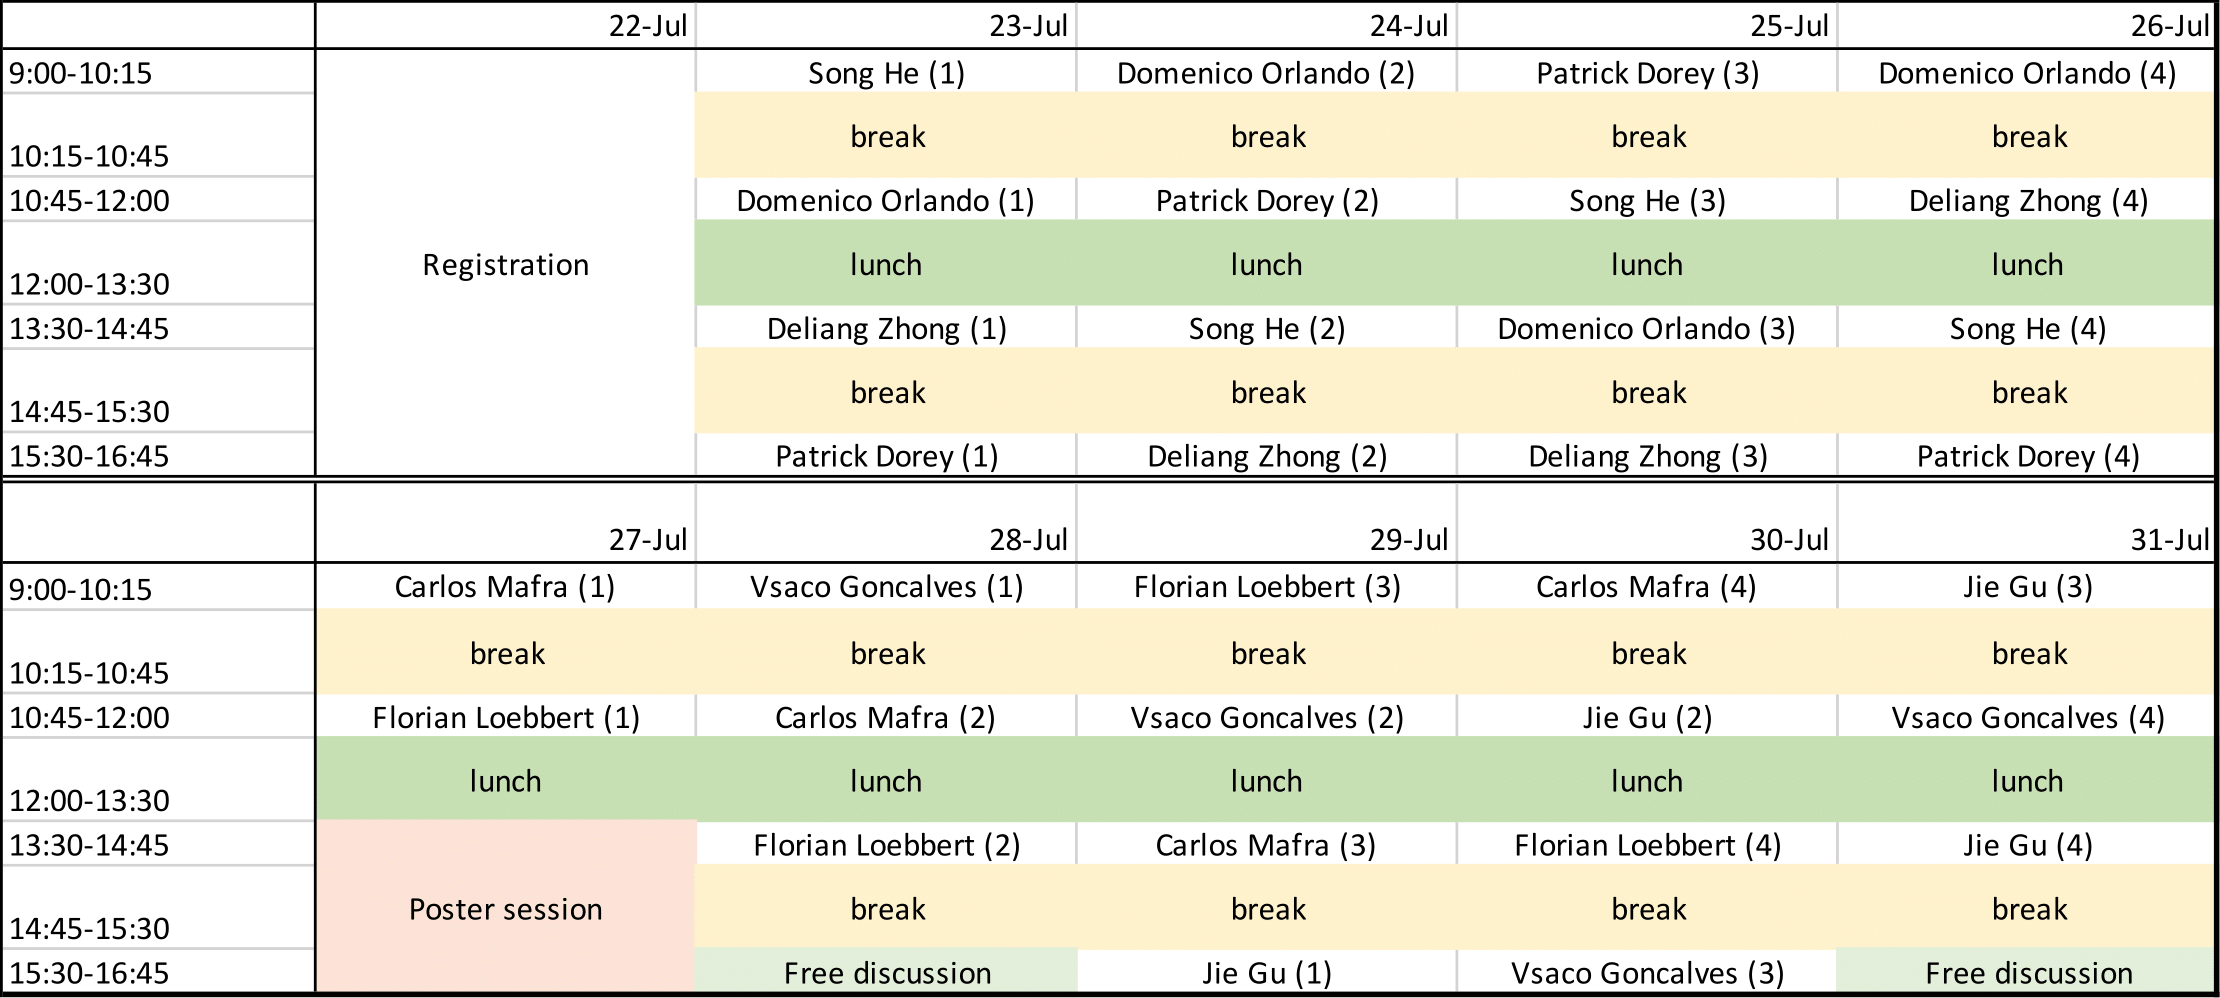 22-Jul 23-Jul 24-Jul 25-Jul 26-Jul
9:00-10:15 Song He (1) Domenico Orlando (2) Patrick Dorey (3) Domenico Orlando (4)
10:15-10:45 break break break break
10:45-12:00 Domenico Orlando (1) Patrick Dorey (2) Song He (3) Deliang Zhong (4)
Registration
12:00-13:30 lunch lunch lunch lunch
13:30-14:45 Deliang Zhong (1) Song He (2) Domenico Orlando (3) Song He (4)
14:45-15:30 break break break break
15:30-16:45 Patrick Dorey (1) Deliang Zhong (2) Deliang Zhong (3) Patrick Dorey (4)
27-Jul 28-Jul 29-Jul 30-Jul 31-Jul
9:00-10:15 Carlos Mafra (1) Vsaco Goncalves (1) Florian Loebbert (3) Carlos Mafra (4) Jie Gu (3)
10:15-10:45 break break break break break
10:45-12:00 Florian Loebbert (1) Carlos Mafra (2) Vsaco Goncalves (2) Jie Gu (2) Vsaco Goncalves (4)
12:00-13:30 lunch lunch lunch lunch lunch
13:30-14:45 Florian Loebbert (2) Carlos Mafra (3) Florian Loebbert (4) Jie Gu (4)
14:45-15:30 Poster session break break break break
15:30-16:45 Free discussion Jie Gu (1) Vsaco Goncalves (3) Free discussion